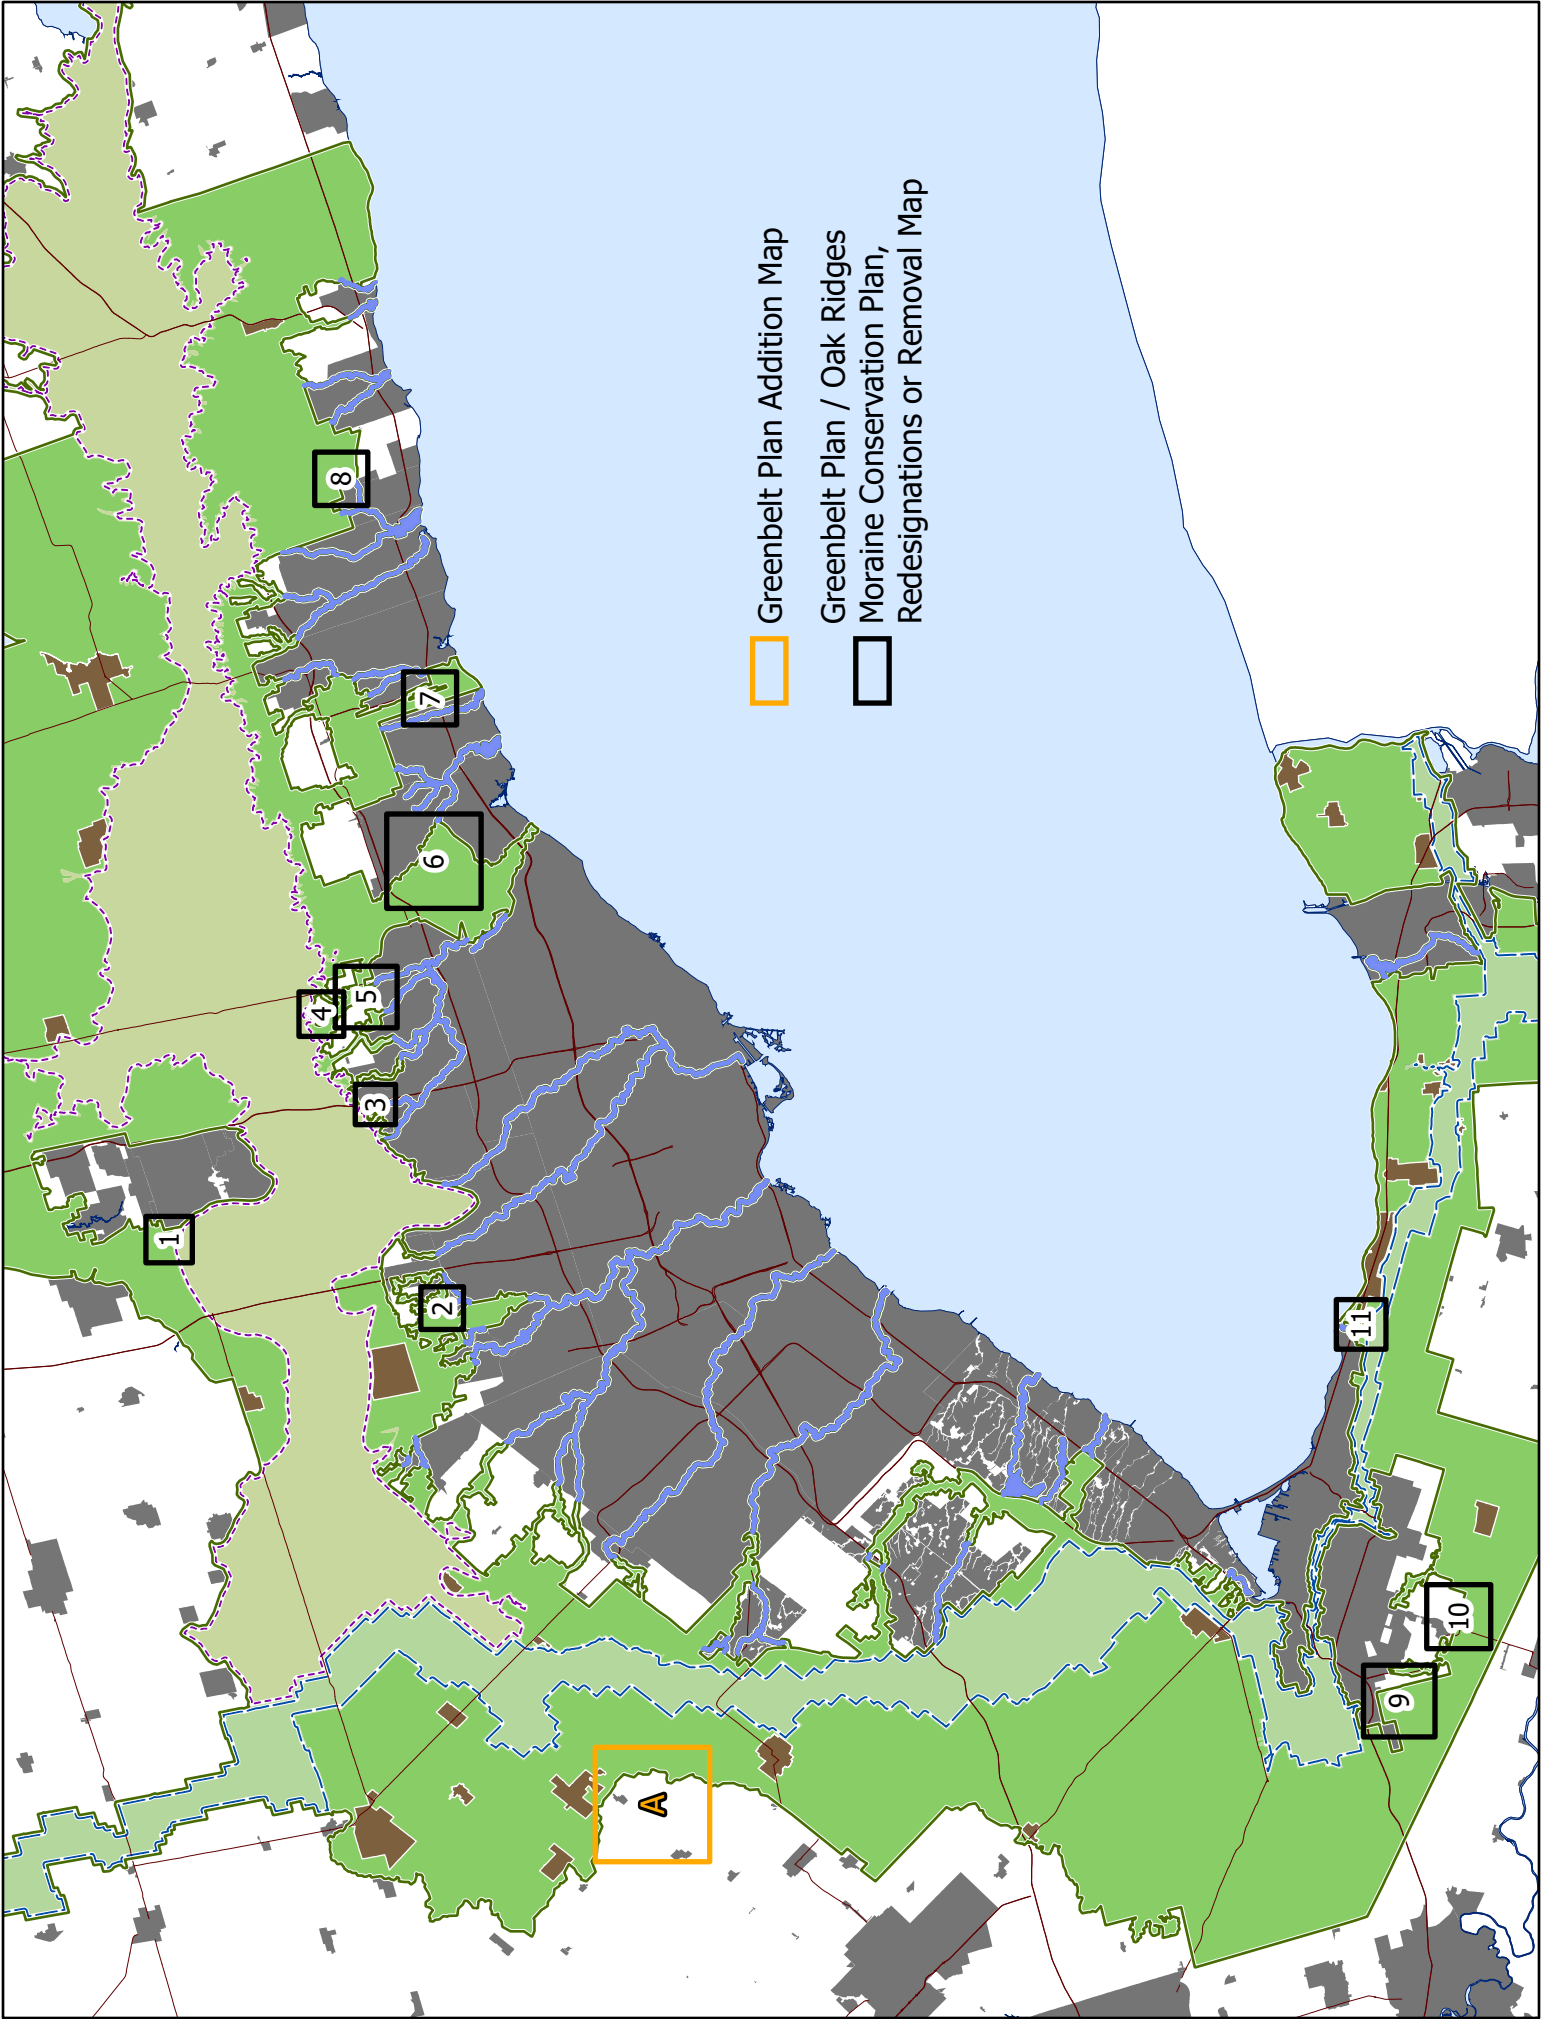 1
2
3
4
5
6
7
8
9
10
11
A
Greenbelt Plan Addition Map
Greenbelt Plan / Oak Ridges
Moraine Conservation Plan,
Redesignations or Removal Map